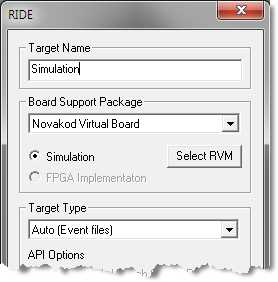 RIDE
Target Name
Simulation
Board Support Package
Novakod Virtual Board
Simulation
Select RVM
FPGA Implementaton
Target Type
Auto (Event files)
API Options